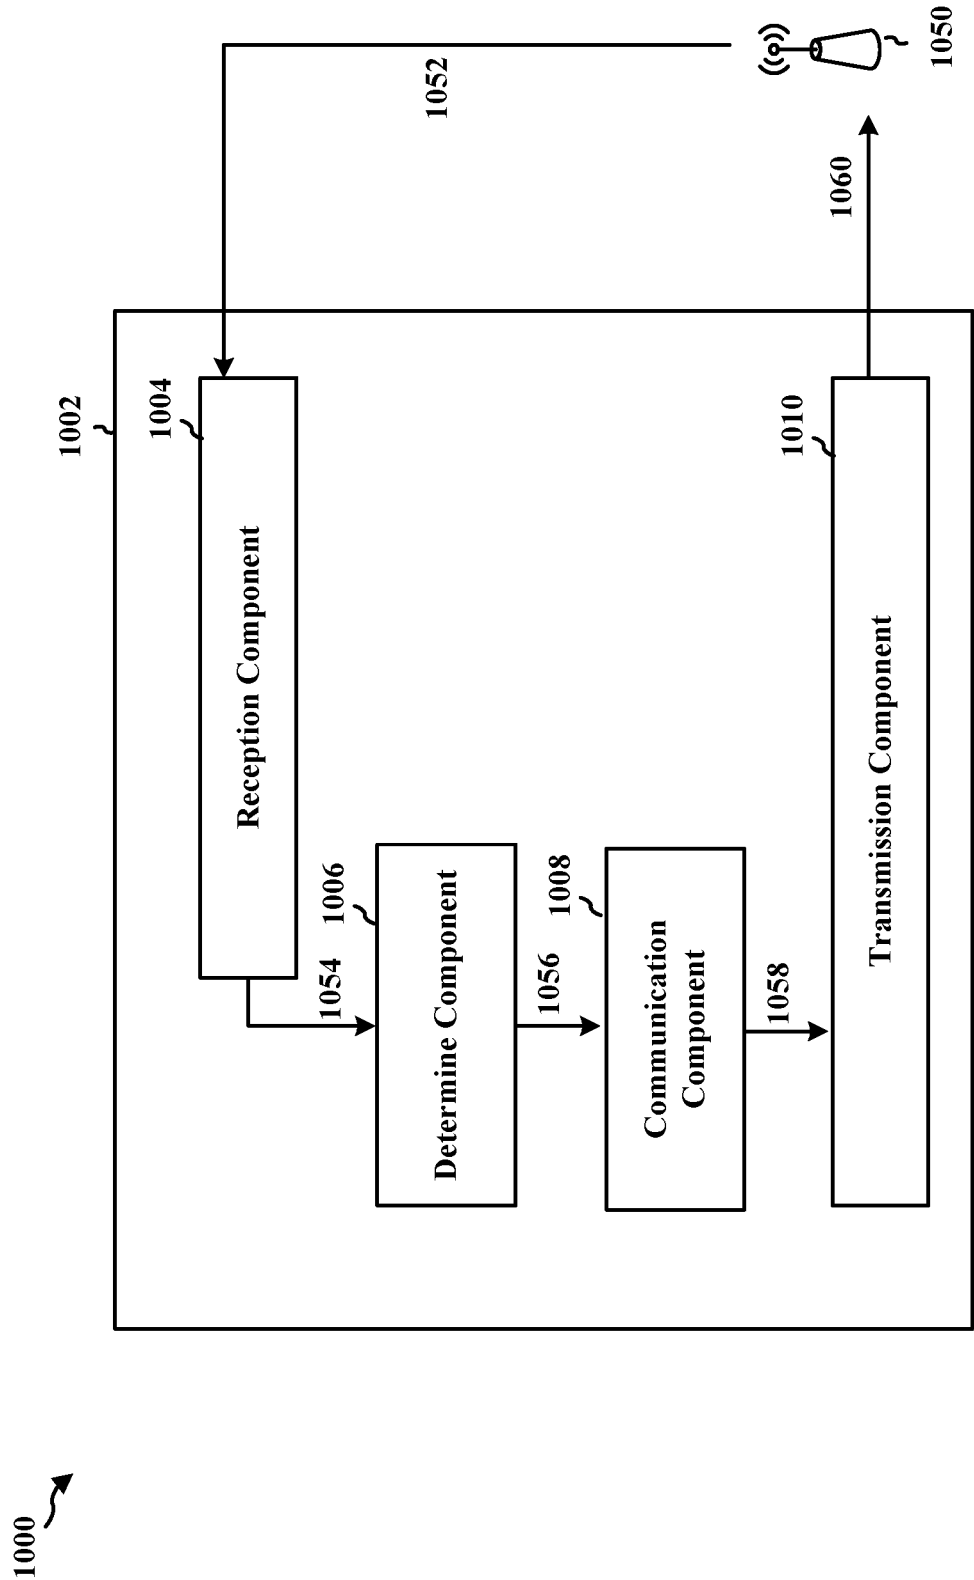 1000
1002
1004
Reception Component
1052
1054
1006
Determine Component
1056
1008
Communication
Component
1058
1010
Transmission Component
1060
1050